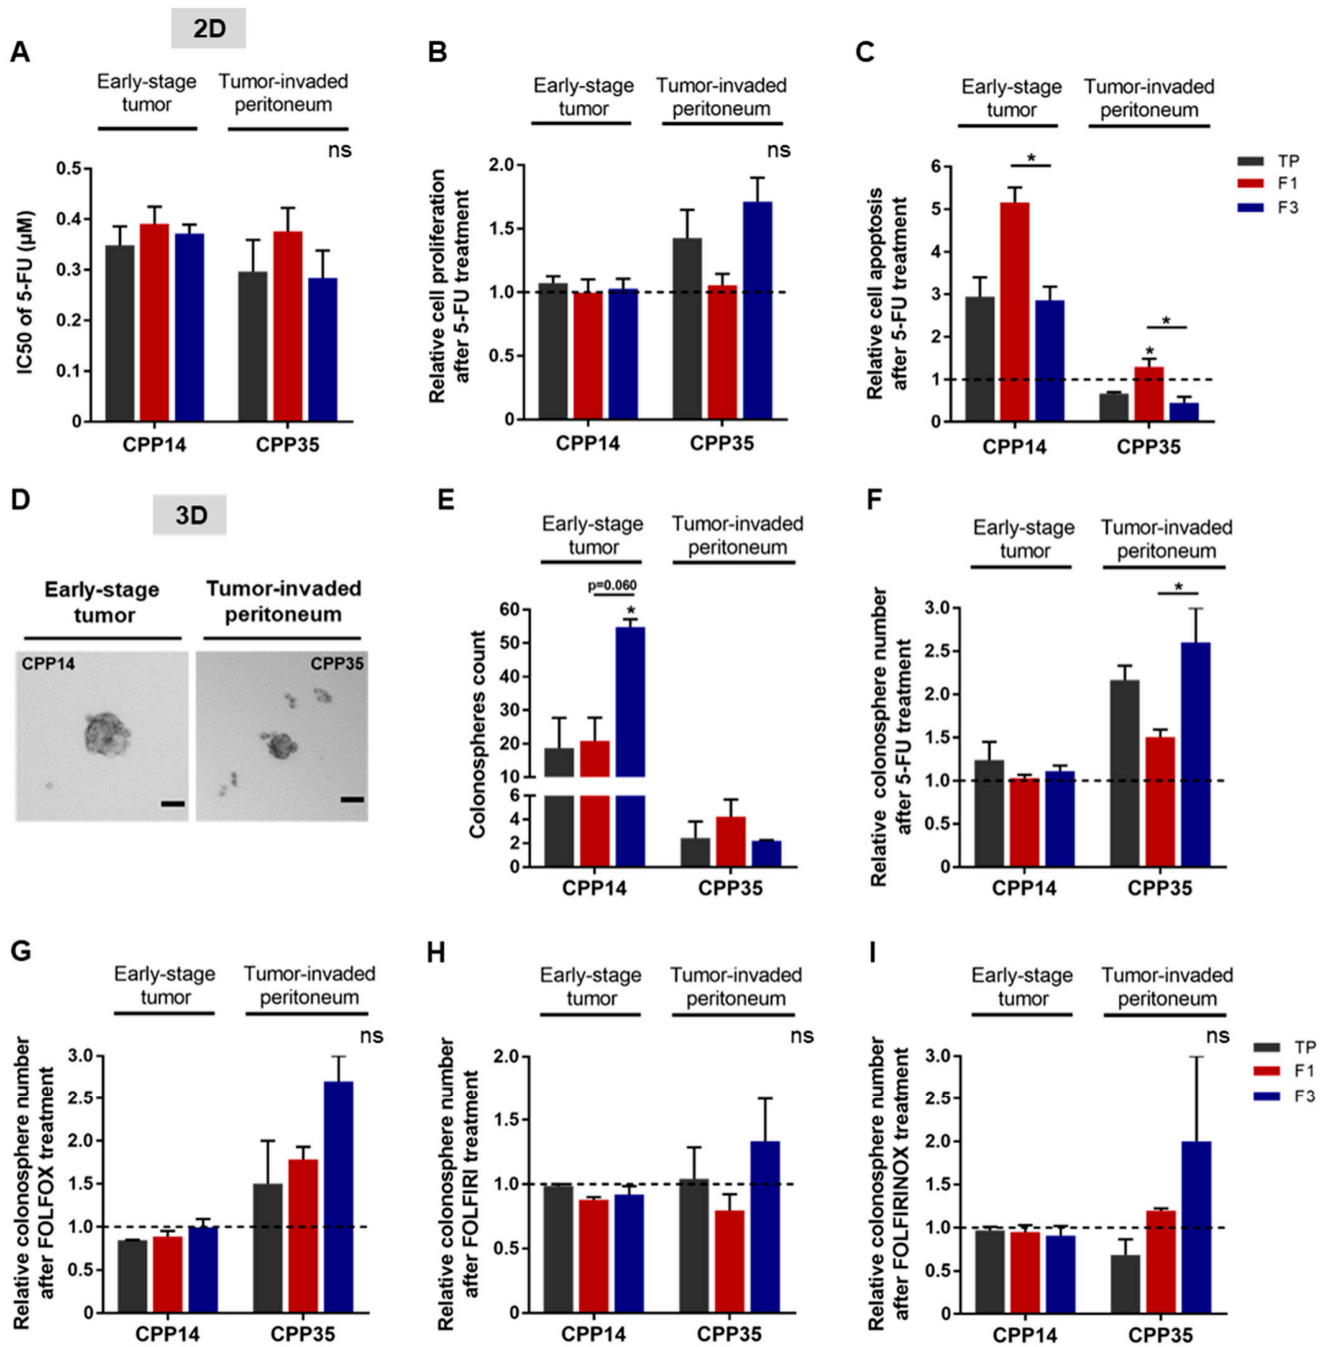 2D
A
Early-stage
tumor
Tumor-invaded
peritoneum
ns
IC50 of 5-FU (µM)
0.5
0.4
0.3
0.2
0.1
0
CPP14
CPP35
B
Early-stage
tumor
Tumor-invaded
peritoneum
ns
Relative cell proliferation
after 5-FU treatment
2.0
1.5
1.0
0.5
0
CPP14
CPP35
C
Early-stage
tumor
Tumor-invaded
peritoneum
Relative cell apoptosis
after 5-FU treatment
6
5
4
3
2
1
0
*
*
*
CPP14
CPP35
TP
F1
F3
D
3D
Early-stage
tumor
Tumor-invaded
peritoneum
CPP14
CPP35
E
Early-stage
tumor
Tumor-invaded
peritoneum
p=0.060
*
Colonospheres count
60
50
40
30
20
10
6
4
2
0
CPP14
CPP35
F
Early-stage
tumor
Tumor-invaded
peritoneum
*
Relative colonosphere number
after 5-FU treatment
3.0
2.5
2.0
1.5
1.0
0.5
0
CPP14
CPP35
G
Early-stage
tumor
Tumor-invaded
peritoneum
ns
Relative colonosphere number
after FOLFOX treatment
3.0
2.5
2.0
1.5
1.0
0.5
0
CPP14
CPP35
H
Early-stage
tumor
Tumor-invaded
peritoneum
ns
Relative colonosphere number
after FOLFIRI treatment
2.0
1.5
1.0
0.5
0
CPP14
CPP35
I
Early-stage
tumor
Tumor-invaded
peritoneum
ns
Relative colonosphere number
after FOLFIRINOX treatment
3.0
2.5
2.0
1.5
1.0
0.5
0
CPP14
CPP35
TP
F1
F3